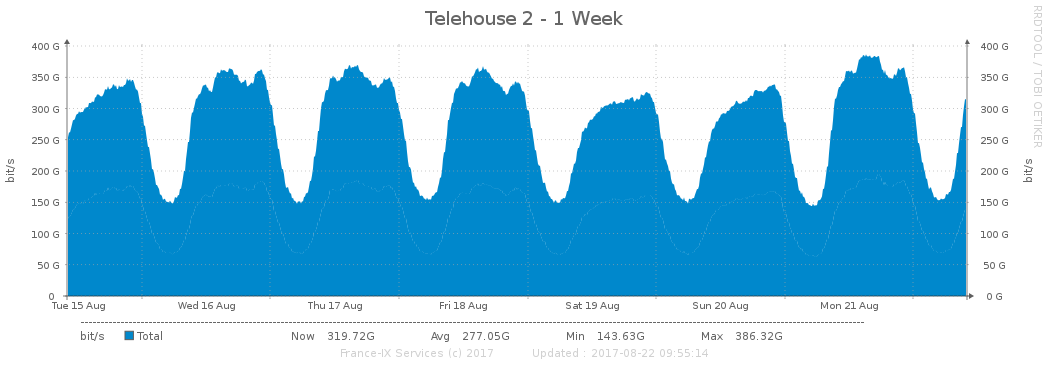 Telehouse 2 - 1 Week
RRDTOOL / TOBI OETIKER
bit/s
400 G 400 G
350 G 350 G
300 G 300 G
250 G 250 G
200 G 200 G
150 G 150 G
100 G 100 G
50 G 50 G
0 0 G
bit/s
Tue 15 Aug Wed 16 Aug Thu 17 Aug Fri 18 Aug Sat 19 Aug Sun 20 Aug Mon 21 Aug
bit/s Total Now 319.72G Avg 277.05G Min 143.63G Max 386.32G
France-IX Services (c) 2017 Updated : 2017-08-22 09:55:14